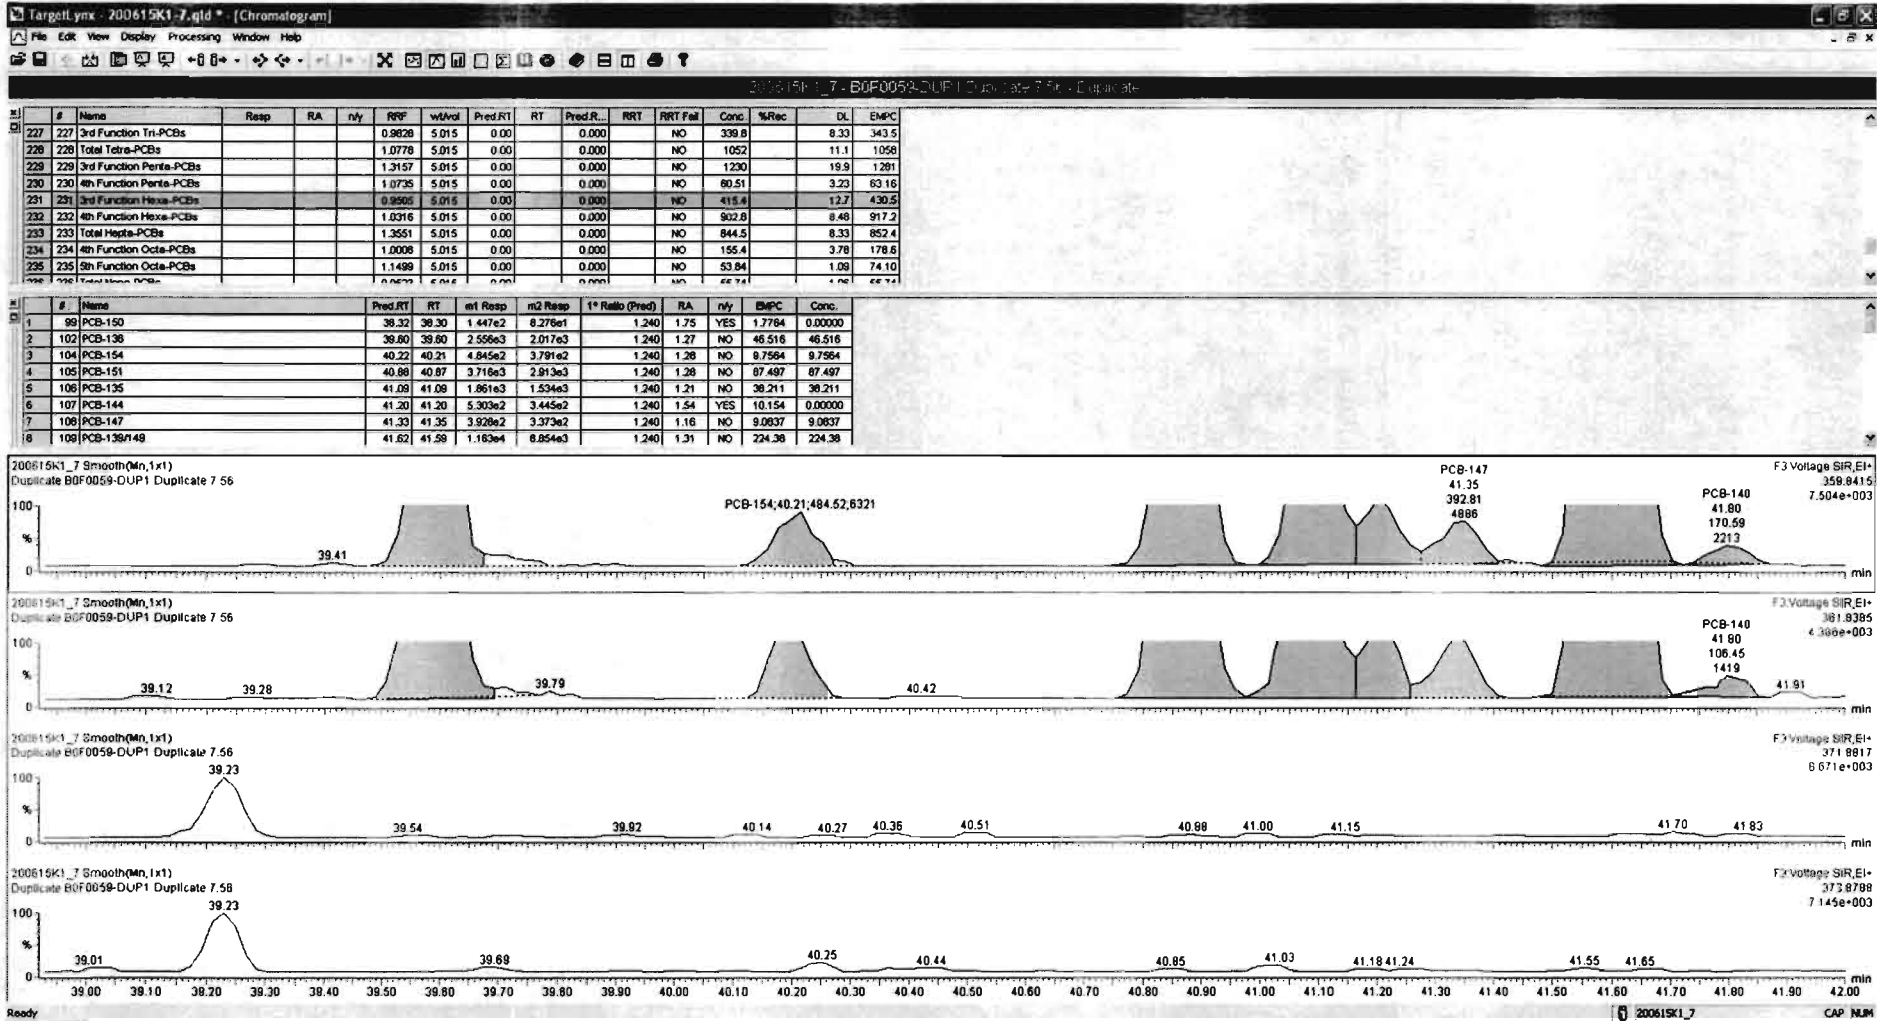 TargetLynx - 200615K1-7.qld * - [Chromatogram]
File Edit View Display Processing Window Help
200615K1_7 - B0F0059-DUP1 Duplicate 7.56 - Duplicate
# Name Resp RA n/y RRF wt/vol Pred.RT RT Pred.R... RRT RRT Fail Conc. %Rec DL EMPC
227 227 3rd Function Tri-PCBs 0.9828 5.015 0.00 0.000 NO 339.8 8.33 343.5
228 228 Total Tetra-PCBs 1.0778 5.015 0.00 0.000 NO 1052 11.1 1058
229 229 3rd Function Penta-PCBs 1.3157 5.015 0.00 0.000 NO 1230 19.9 1281
230 230 4th Function Penta-PCBs 1.0735 5.015 0.00 0.000 NO 60.51 3.23 63.16
231 231 3rd Function Hexa-PCBs 0.9505 5.015 0.00 0.000 NO 415.4 12.7 430.5
232 232 4th Function Hexa-PCBs 1.0316 5.015 0.00 0.000 NO 902.8 8.48 917.2
233 233 Total Hepta-PCBs 1.3551 5.015 0.00 0.000 NO 844.5 8.33 852.4
234 234 4th Function Octa-PCBs 1.0008 5.015 0.00 0.000 NO 155.4 3.78 178.6
235 235 5th Function Octa-PCBs 1.1499 5.015 0.00 0.000 NO 53.84 1.09 74.10
# Name Pred.RT RT m1 Resp m2 Resp 1° Ratio (Pred) RA n/y EMPC Conc.
1 99 PCB-150 38.32 38.30 1.447e2 8.276e1 1.240 1.75 YES 1.7764 0.00000
2 102 PCB-136 39.60 39.60 2.556e3 2.017e3 1.240 1.27 NO 46.516 46.516
3 104 PCB-154 40.22 40.21 4.845e2 3.791e2 1.240 1.28 NO 9.7564 9.7564
4 105 PCB-151 40.88 40.87 3.716e3 2.913e3 1.240 1.28 NO 87.497 87.497
5 106 PCB-135 41.09 41.09 1.861e3 1.534e3 1.240 1.21 NO 38.211 38.211
6 107 PCB-144 41.20 41.20 5.303e2 3.445e2 1.240 1.54 YES 10.154 0.00000
7 108 PCB-147 41.33 41.35 3.928e2 3.373e2 1.240 1.16 NO 9.0837 9.0837
8 109 PCB-139/149 41.62 41.59 1.163e4 8.854e3 1.240 1.31 NO 224.38 224.38
200615K1_7 Smooth(Mn,1x1)
Duplicate B0F0059-DUP1 Duplicate 7.56
F3:Voltage SIR,EI+
359.8415
7.504e+003
100
%
0
39.41
PCB-154;40.21;484.52;6321
PCB-147
41.35
392.81
4886
PCB-140
41.80
170.59
2213
min
200615K1_7 Smooth(Mn,1x1)
Duplicate B0F0059-DUP1 Duplicate 7.56
F3:Voltage SIR,EI+
361.8385
4.386e+003
100
%
0
39.12 39.28 39.79 40.42
PCB-140
41.80
106.45
1419
41.91
min
200615K1_7 Smooth(Mn,1x1)
Duplicate B0F0059-DUP1 Duplicate 7.56
F3:Voltage SIR,EI+
371.8817
6.671e+003
100
%
0
39.23 39.54 39.92 40.14 40.27 40.36 40.51 40.88 41.00 41.15 41.70 41.83
min
200615K1_7 Smooth(Mn,1x1)
Duplicate B0F0059-DUP1 Duplicate 7.56
F3:Voltage SIR,EI+
373.8788
7.145e+003
100
%
0
39.01 39.23 39.69 40.25 40.44 40.85 41.03 41.18 41.24 41.55 41.65
min
39.00 39.10 39.20 39.30 39.40 39.50 39.60 39.70 39.80 39.90 40.00 40.10 40.20 40.30 40.40 40.50 40.60 40.70 40.80 40.90 41.00 41.10 41.20 41.30 41.40 41.50 41.60 41.70 41.80 41.90 42.00
Ready 200615K1_7 CAP NUM